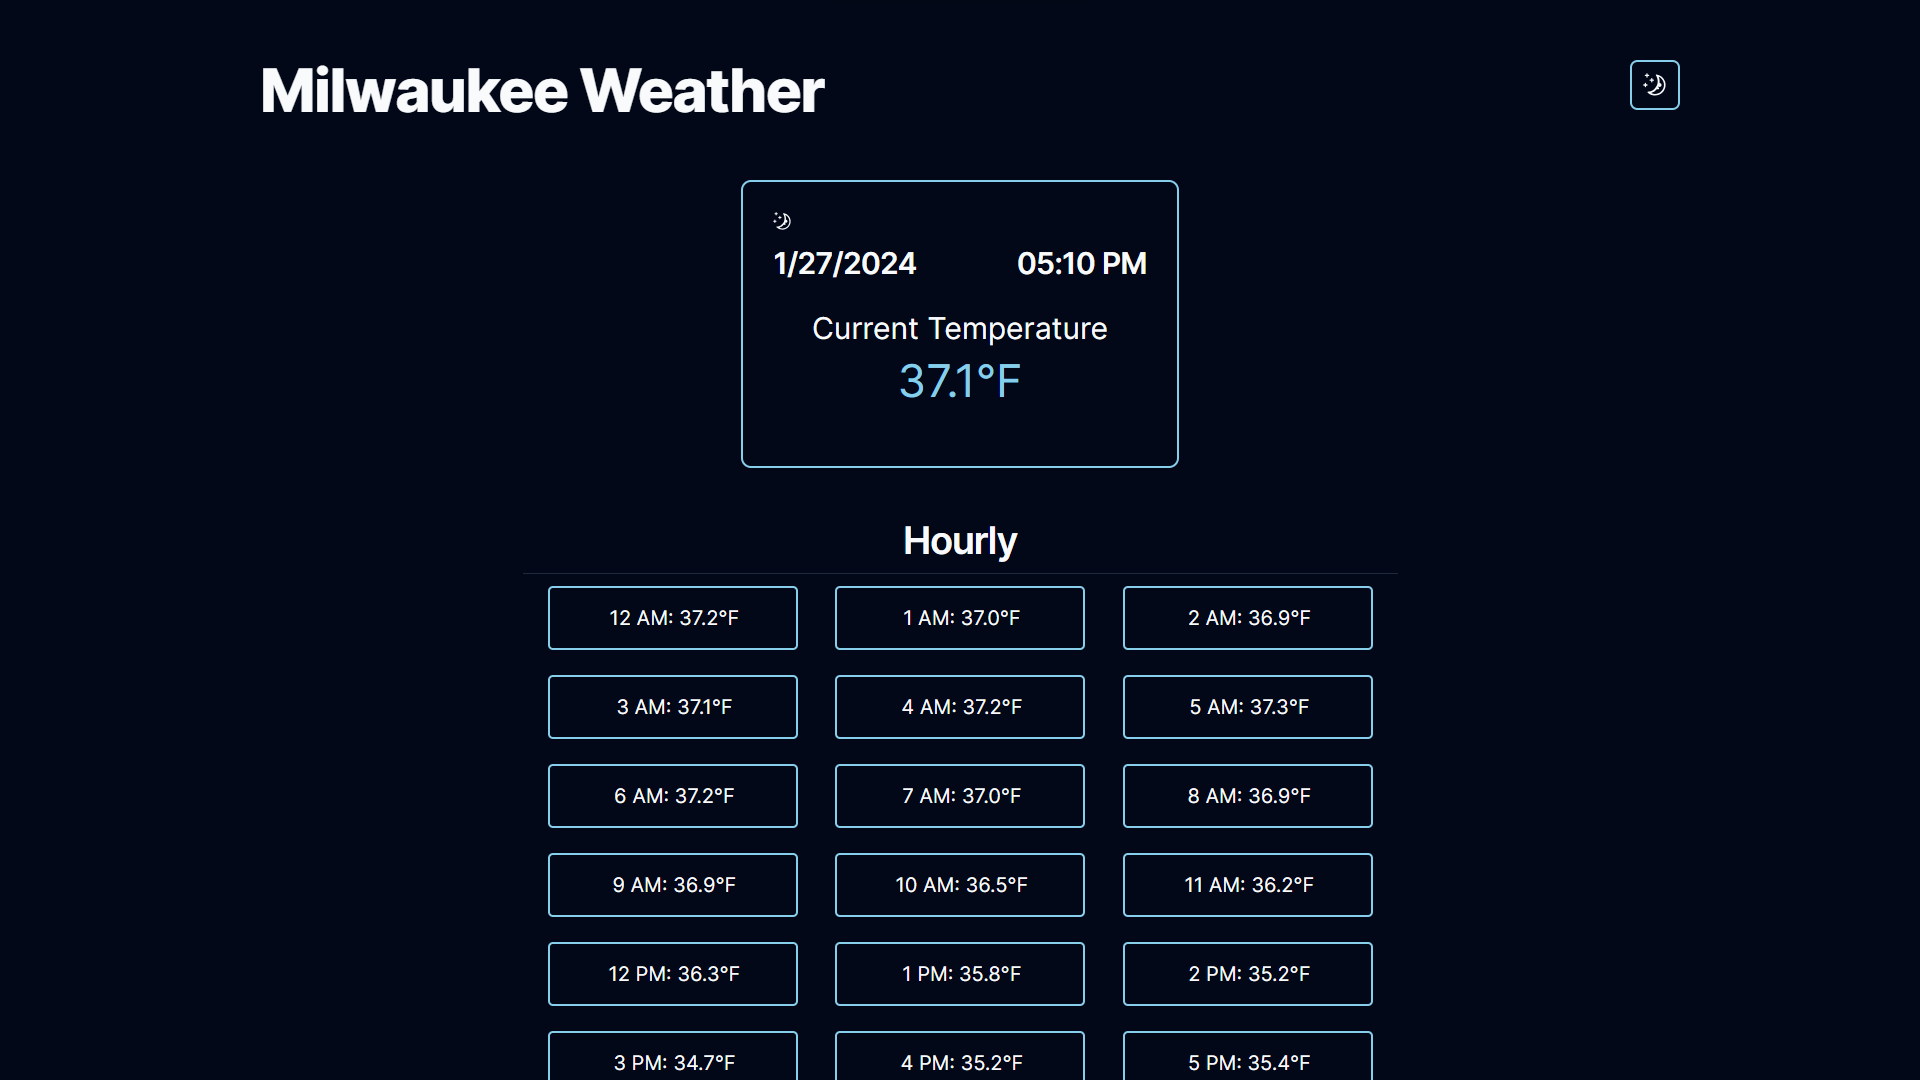 Milwaukee Weather
1/27/2024 05:10 PM
Current Temperature
37.1°F
Hourly
12 AM: 37.2°F 1 AM: 37.0°F 2 AM: 36.9°F
3 AM: 37.1°F 4 AM: 37.2°F 5 AM: 37.3°F
6 AM: 37.2°F 7 AM: 37.0°F 8 AM: 36.9°F
9 AM: 36.9°F 10 AM: 36.5°F 11 AM: 36.2°F
12 PM: 36.3°F 1 PM: 35.8°F 2 PM: 35.2°F
3 PM: 34.7°F 4 PM: 35.2°F 5 PM: 35.4°F